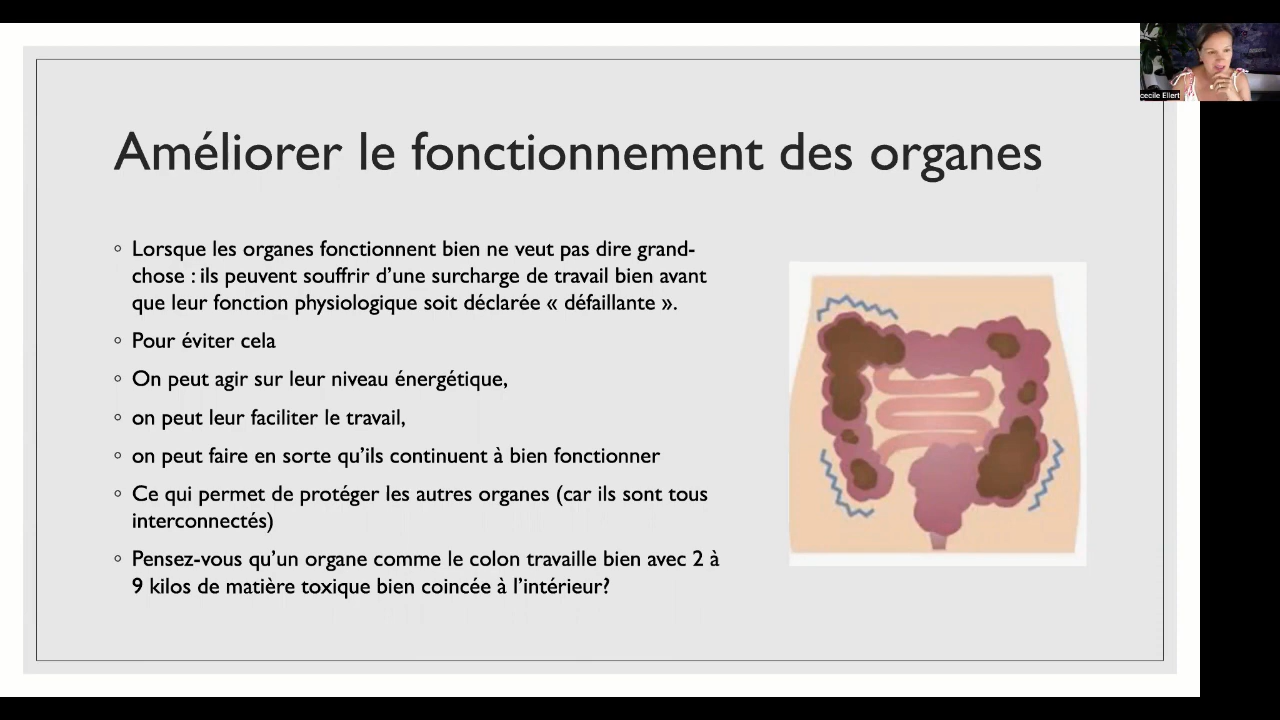 cecile Ellert
Améliorer le fonctionnement des organes
◦ Lorsque les organes fonctionnent bien ne veut pas dire grand-
chose : ils peuvent souffrir d’une surcharge de travail bien avant
que leur fonction physiologique soit déclarée « défaillante ».
◦ Pour éviter cela
◦ On peut agir sur leur niveau énergétique,
◦ on peut leur faciliter le travail,
◦ on peut faire en sorte qu’ils continuent à bien fonctionner
◦ Ce qui permet de protéger les autres organes (car ils sont tous
interconnectés)
◦ Pensez-vous qu’un organe comme le colon travaille bien avec 2 à
9 kilos de matière toxique bien coincée à l’intérieur?